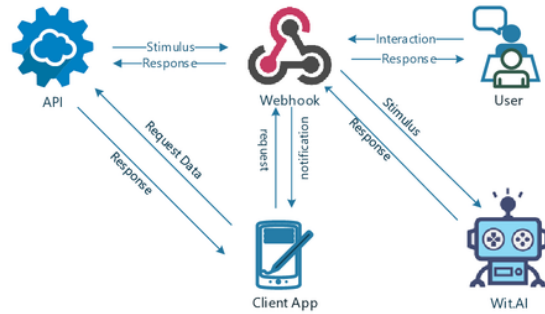 Stimulus
Response
Interaction
Response
API
Webhook
User
Request Data
Response
request
notification
Stimulus
Response
Client App
Wit.AI